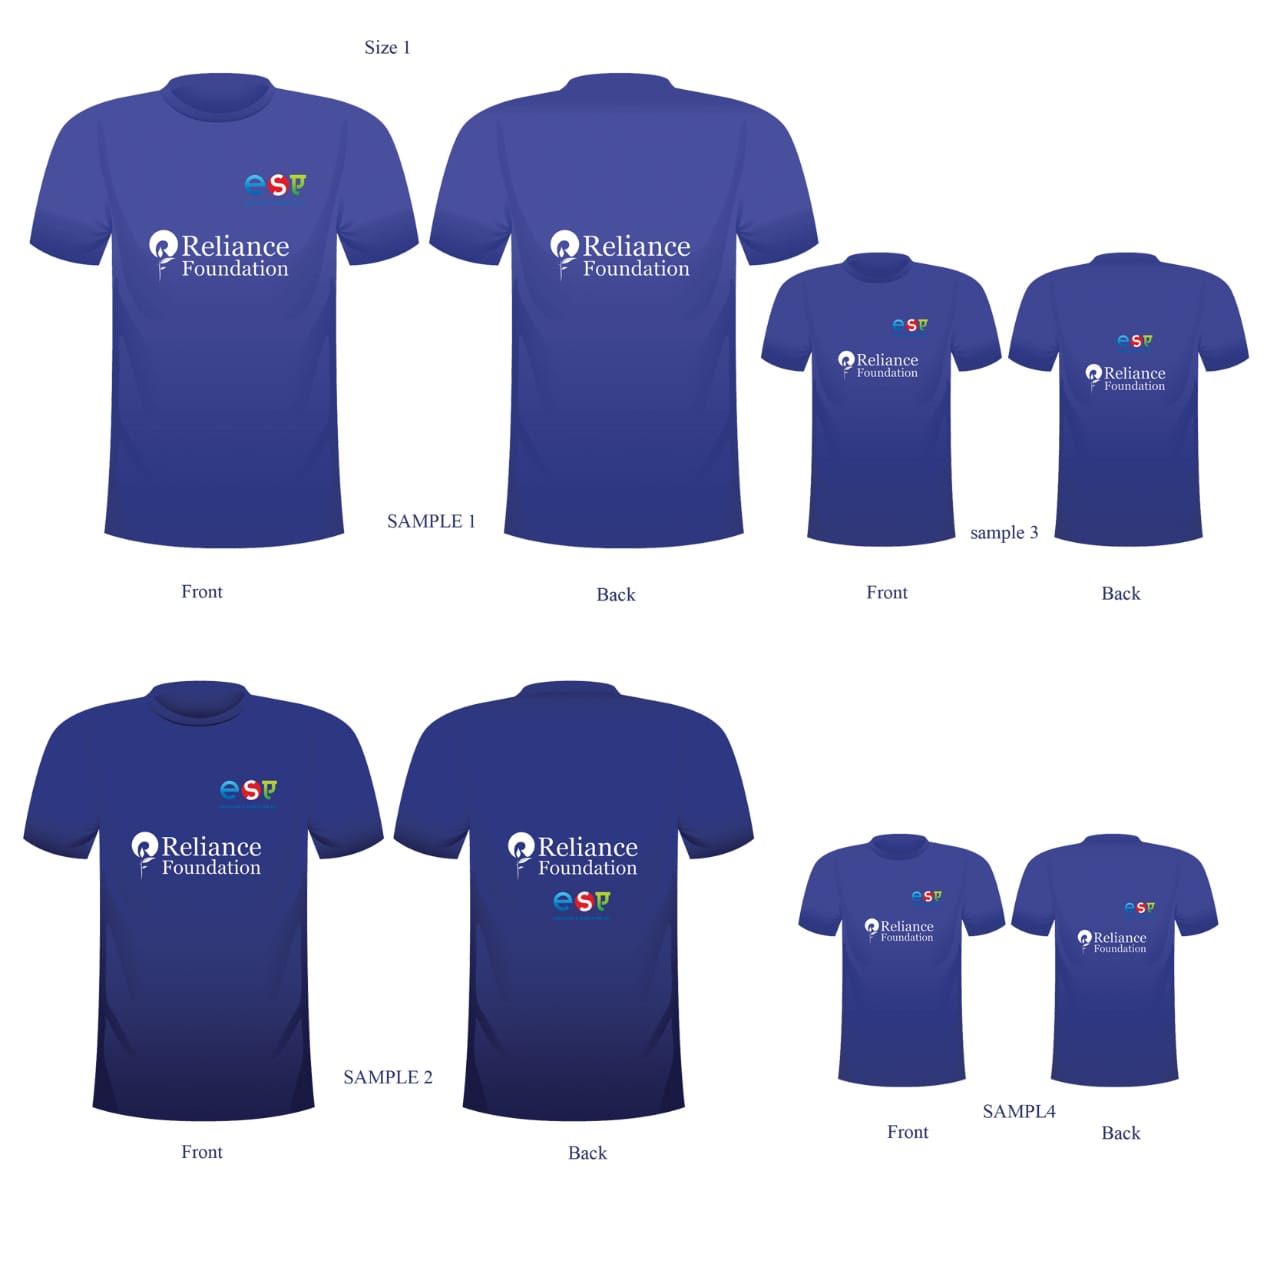 Size 1
esp
Reliance
Foundation
Reliance
Foundation
SAMPLE 1
Front
Back
esp
Reliance
Foundation
esp
Reliance
Foundation
sample 3
Front
Back
esp
Reliance
Foundation
Reliance
Foundation
esp
SAMPLE 2
Front
Back
esp
Reliance
Foundation
esp
Reliance
Foundation
SAMPL4
Front
Back